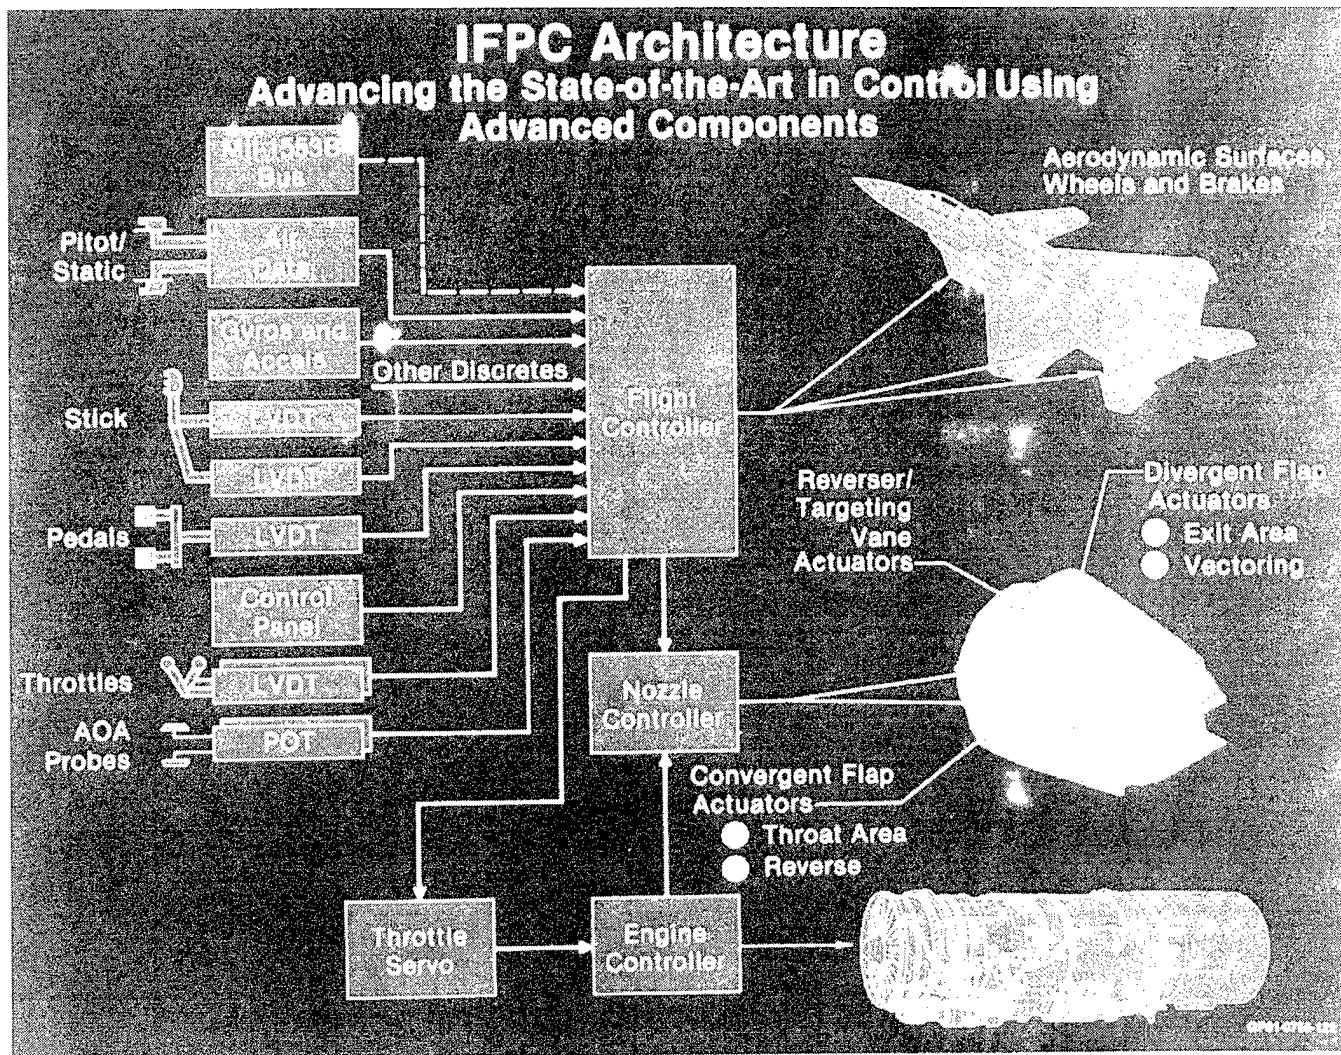 IFPC Architecture
Advancing the State-of-the-Art in Control Using
Advanced Components
Mil-1553B
Bus
Pitot/
Static
Air
Data
Gyros and
Accels
Other Discretes
Stick
LVDT
LVDT
Pedals
LVDT
Control
Panel
Throttles
LVDT
AOA
Probes
POT
Flight
Controller
Aerodynamic Surfaces,
Wheels and Brakes
Reverser/
Targeting
Vane
Actuators
Divergent Flap
Actuators
Exit Area
Vectoring
Nozzle
Controller
Convergent Flap
Actuators
Throat Area
Reverse
Throttle
Servo
Engine
Controller